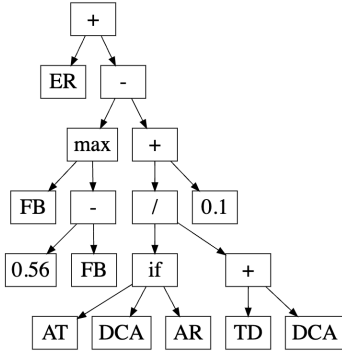 +
ER -
max +
FB - / 0.1
0.56 FB if +
AT DCA AR TD DCA